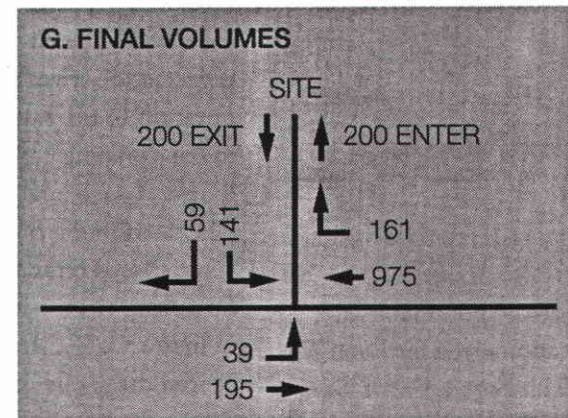 G. FINAL VOLUMES
SITE
200 EXIT 200 ENTER
59 141 161
975
39
195